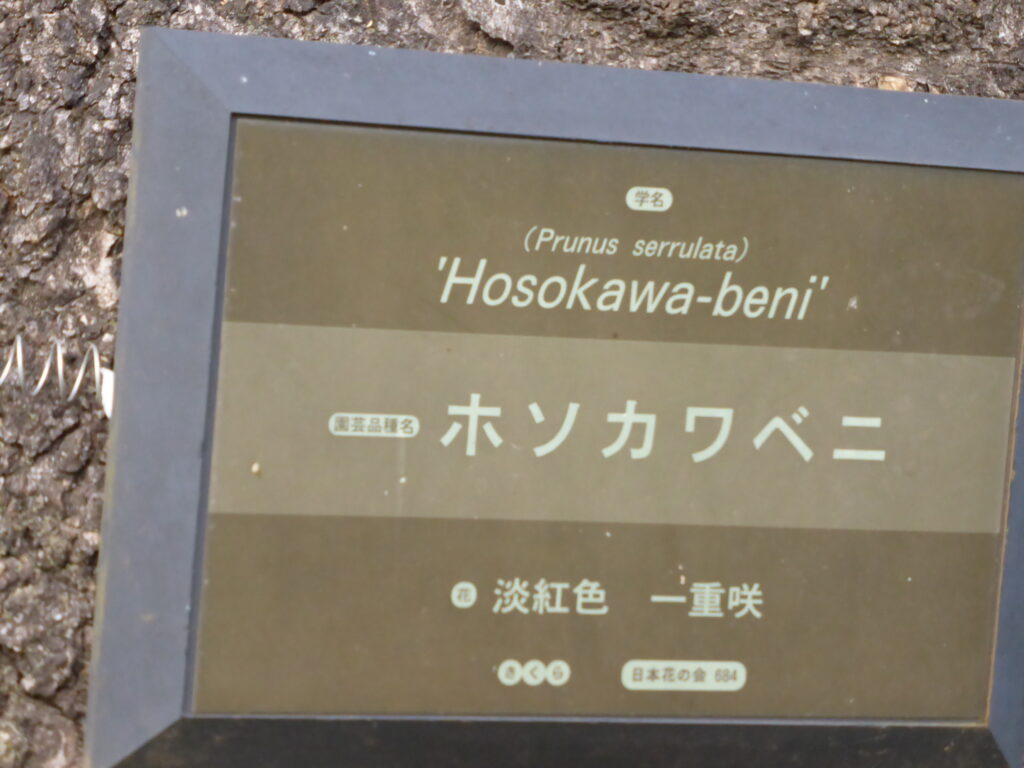 学名
(Prunus serrulata)
'Hosokawa-beni'
園芸品種名 ホソカワベニ
花 淡紅色 一重咲
さくら 日本花の会 684